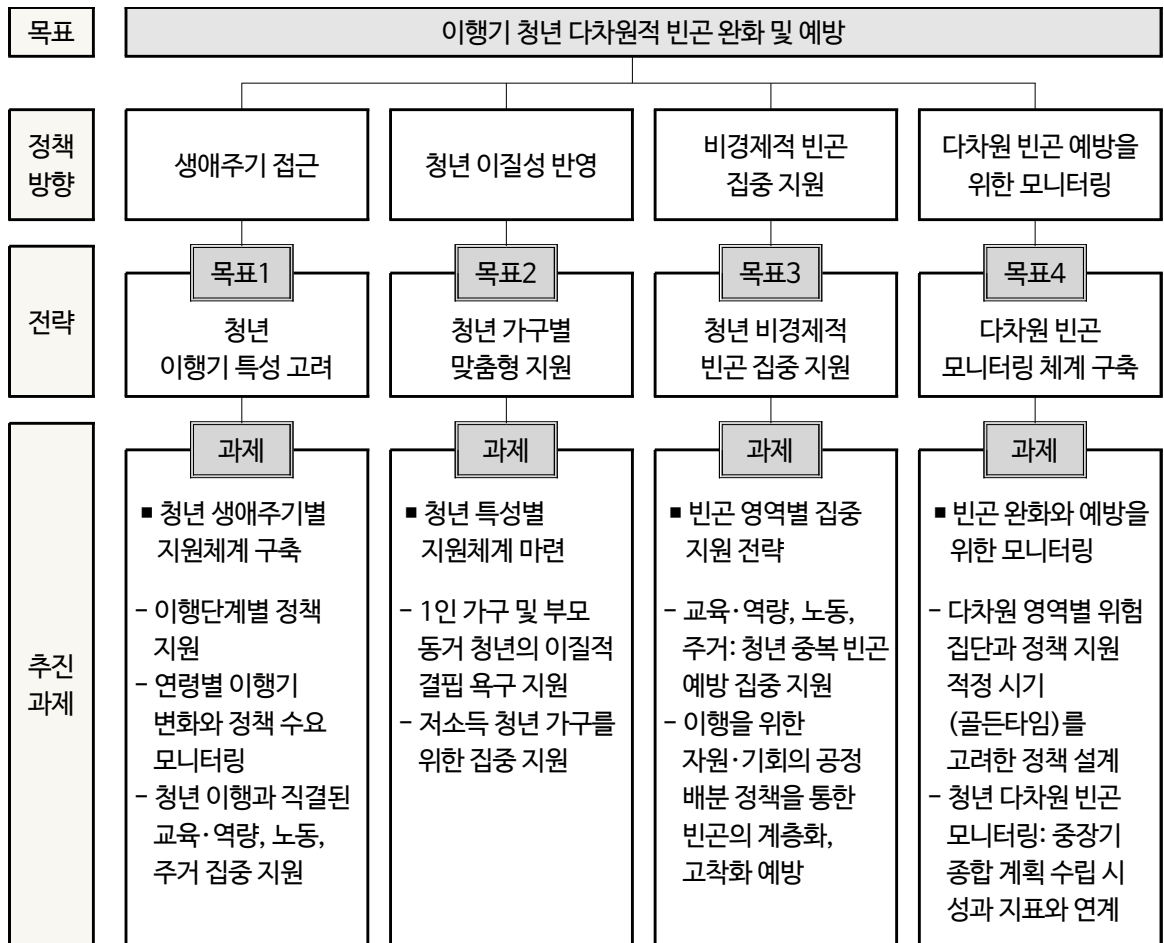 목표
이행기 청년 다차원적 빈곤 완화 및 예방
정책
방향
생애주기 접근
청년 이질성 반영
비경제적 빈곤
집중 지원
다차원 빈곤 예방을
위한 모니터링
전략
목표1
청년
이행기 특성 고려
목표2
청년 가구별
맞춤형 지원
목표3
청년 비경제적
빈곤 집중 지원
목표4
다차원 빈곤
모니터링 체계 구축
추진
과제
과제
■ 청년 생애주기별
지원체계 구축
- 이행단계별 정책
지원
- 연령별 이행기
변화와 정책 수요
모니터링
- 청년 이행과 직결된
교육·역량, 노동,
주거 집중 지원
과제
■ 청년 특성별
지원체계 마련
- 1인 가구 및 부모
동거 청년의 이질적
결핍 욕구 지원
- 저소득 청년 가구를
위한 집중 지원
과제
■ 빈곤 영역별 집중
지원 전략
- 교육·역량, 노동,
주거: 청년 중복 빈곤
예방 집중 지원
- 이행을 위한
자원·기회의 공정
배분 정책을 통한
빈곤의 계층화,
고착화 예방
과제
■ 빈곤 완화와 예방을
위한 모니터링
- 다차원 영역별 위험
집단과 정책 지원
적정 시기
(골든타임)를
고려한 정책 설계
- 청년 다차원 빈곤
모니터링: 중장기
종합 계획 수립 시
성과 지표와 연계